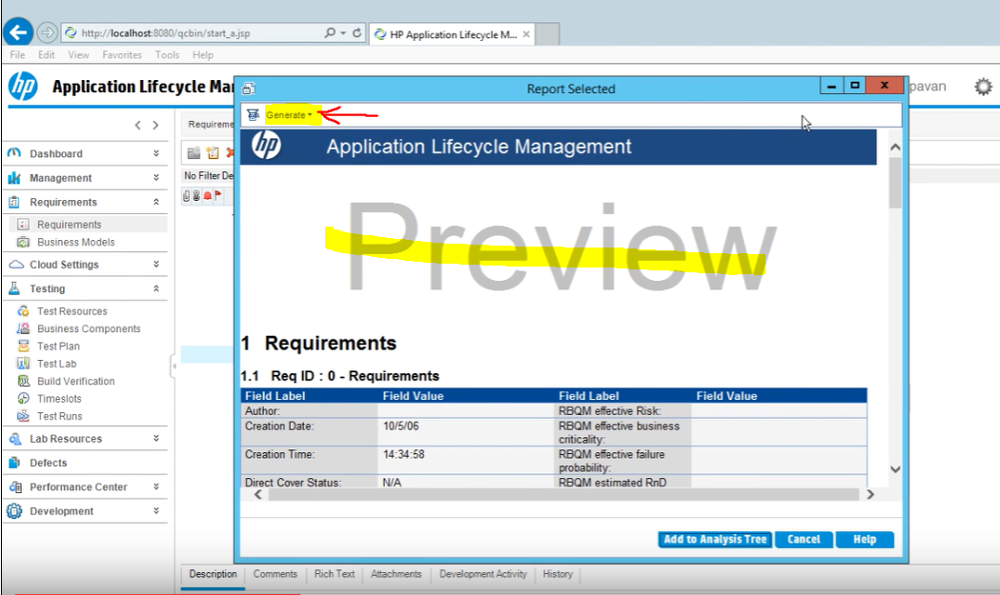 http://localhost:8080/qcbin/start_a.jsp
HP Application Lifecycle M...
File Edit View Favorites Tools Help
hp Application Lifecycle Ma
Report Selected
pavan
Generate
Requireme
No Filter De
hp Application Lifecycle Management
Preview
Dashboard
Management
Requirements
Requirements
Business Models
Cloud Settings
Testing
Test Resources
Business Components
Test Plan
Test Lab
Build Verification
Timeslots
Test Runs
Lab Resources
Defects
Performance Center
Development
1 Requirements
1.1 Req ID : 0 - Requirements
Field Label Field Value Field Label Field Value
Author: RBQM effective Risk:
Creation Date: 10/5/06 RBQM effective business
criticality:
Creation Time: 14:34:58 RBQM effective failure
probability:
Direct Cover Status: N/A RBQM estimated RnD
Add to Analysis Tree Cancel Help
Description Comments Rich Text Attachments Development Activity History